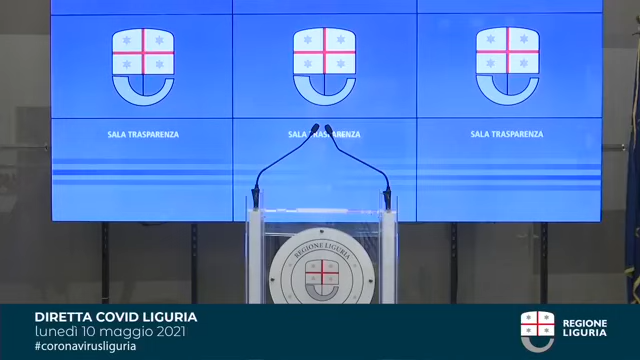 SALA TRASPARENZA
SALA TRASPARENZA
SALA TRASPARENZA
REGIONE LIGURIA
DIRETTA COVID LIGURIA
lunedì 10 maggio 2021
#coronavirusliguria
REGIONE
LIGURIA